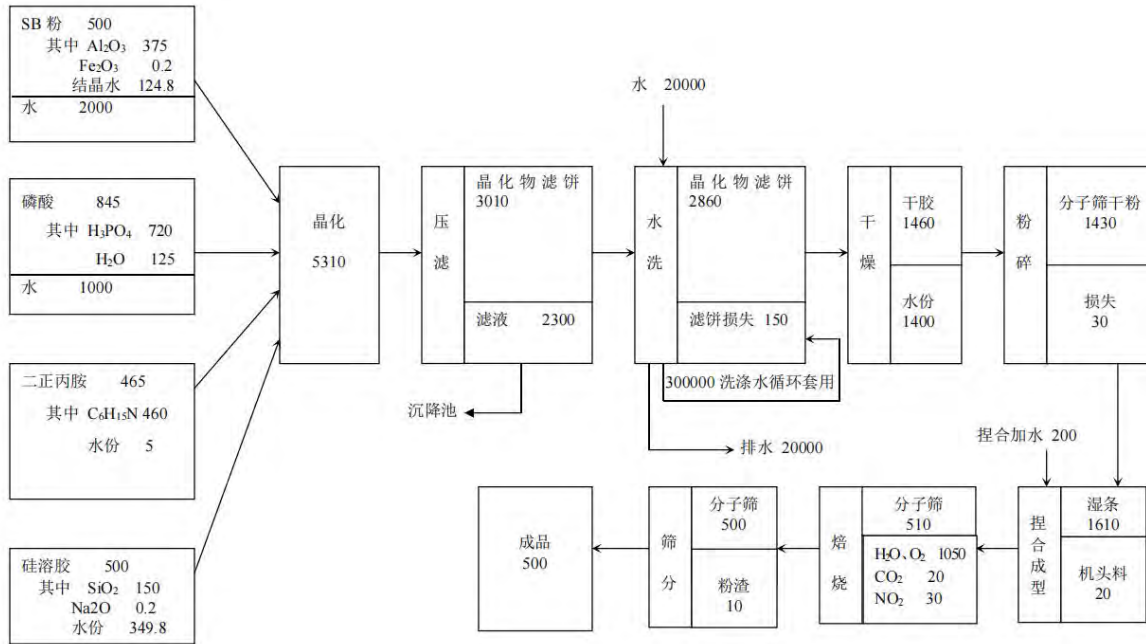 SB 粉 500
其中 Al₂O₃ 375
Fe₂O₃ 0.2
结晶水 124.8
水 2000
磷酸 845
其中 H₃PO₄ 720
H₂O 125
水 1000
二正丙胺 465
其中 C₆H₁₅N 460
水份 5
硅溶胶 500
其中 SiO₂ 150
Na2O 0.2
水份 349.8
晶化
5310
压滤
晶化物滤饼
3010
滤液 2300
沉降池
水 20000
水洗
晶化物滤饼
2860
滤饼损失 150
300000 洗涤水循环套用
排水 20000
干燥
干胶
1460
水份
1400
粉碎
分子筛干粉
1430
损失
30
捏合加水 200
捏合成型
湿条
1610
机头料
20
焙烧
分子筛
510
H₂O、O₂ 1050
CO₂ 20
NO₂ 30
筛分
分子筛
500
粉渣
10
成品
500